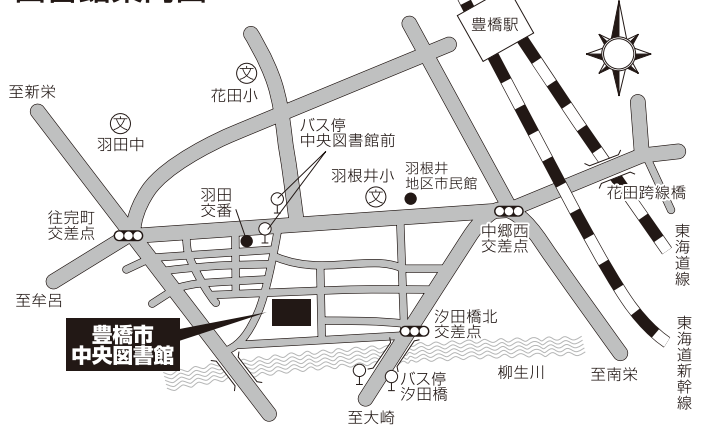 図書館案内図
豊橋駅
至新栄
文
花田小
文
羽田中
バス停
中央図書館前
羽根井小
文
羽根井
地区市民館
羽田
交番
花田跨線橋
往完町
交差点
中郷西
交差点
東海道線
至牟呂
汐田橋北
交差点
豊橋市
中央図書館
東海道新幹線
柳生川
至南栄
バス停
汐田橋
至大崎